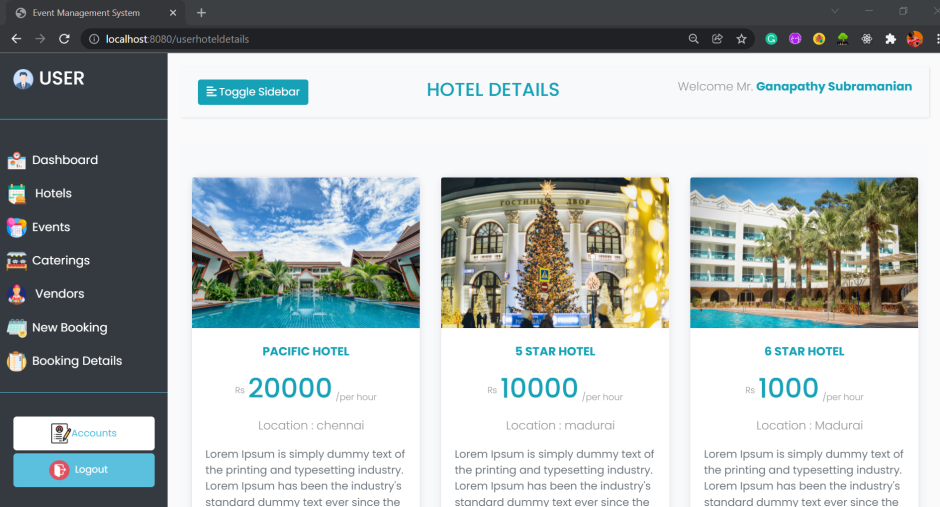 Event Management System
localhost:8080/userhoteldetails
USER
Toggle Sidebar
HOTEL DETAILS
Welcome Mr. Ganapathy Subramanian
Dashboard
Hotels
Events
Caterings
Vendors
New Booking
Booking Details
Accounts
Logout
ГОСТИННЫЙ ДВОР
PACIFIC HOTEL
Rs 20000 /per hour
Location : chennai
Lorem Ipsum is simply dummy text of
the printing and typesetting industry.
Lorem Ipsum has been the industry's
standard dummy text ever since the
5 STAR HOTEL
Rs 10000 /per hour
Location : madurai
Lorem Ipsum is simply dummy text of
the printing and typesetting industry.
Lorem Ipsum has been the industry's
standard dummy text ever since the
6 STAR HOTEL
Rs 1000 /per hour
Location : Madurai
Lorem Ipsum is simply dummy text of
the printing and typesetting industry.
Lorem Ipsum has been the industry's
standard dummy text ever since the